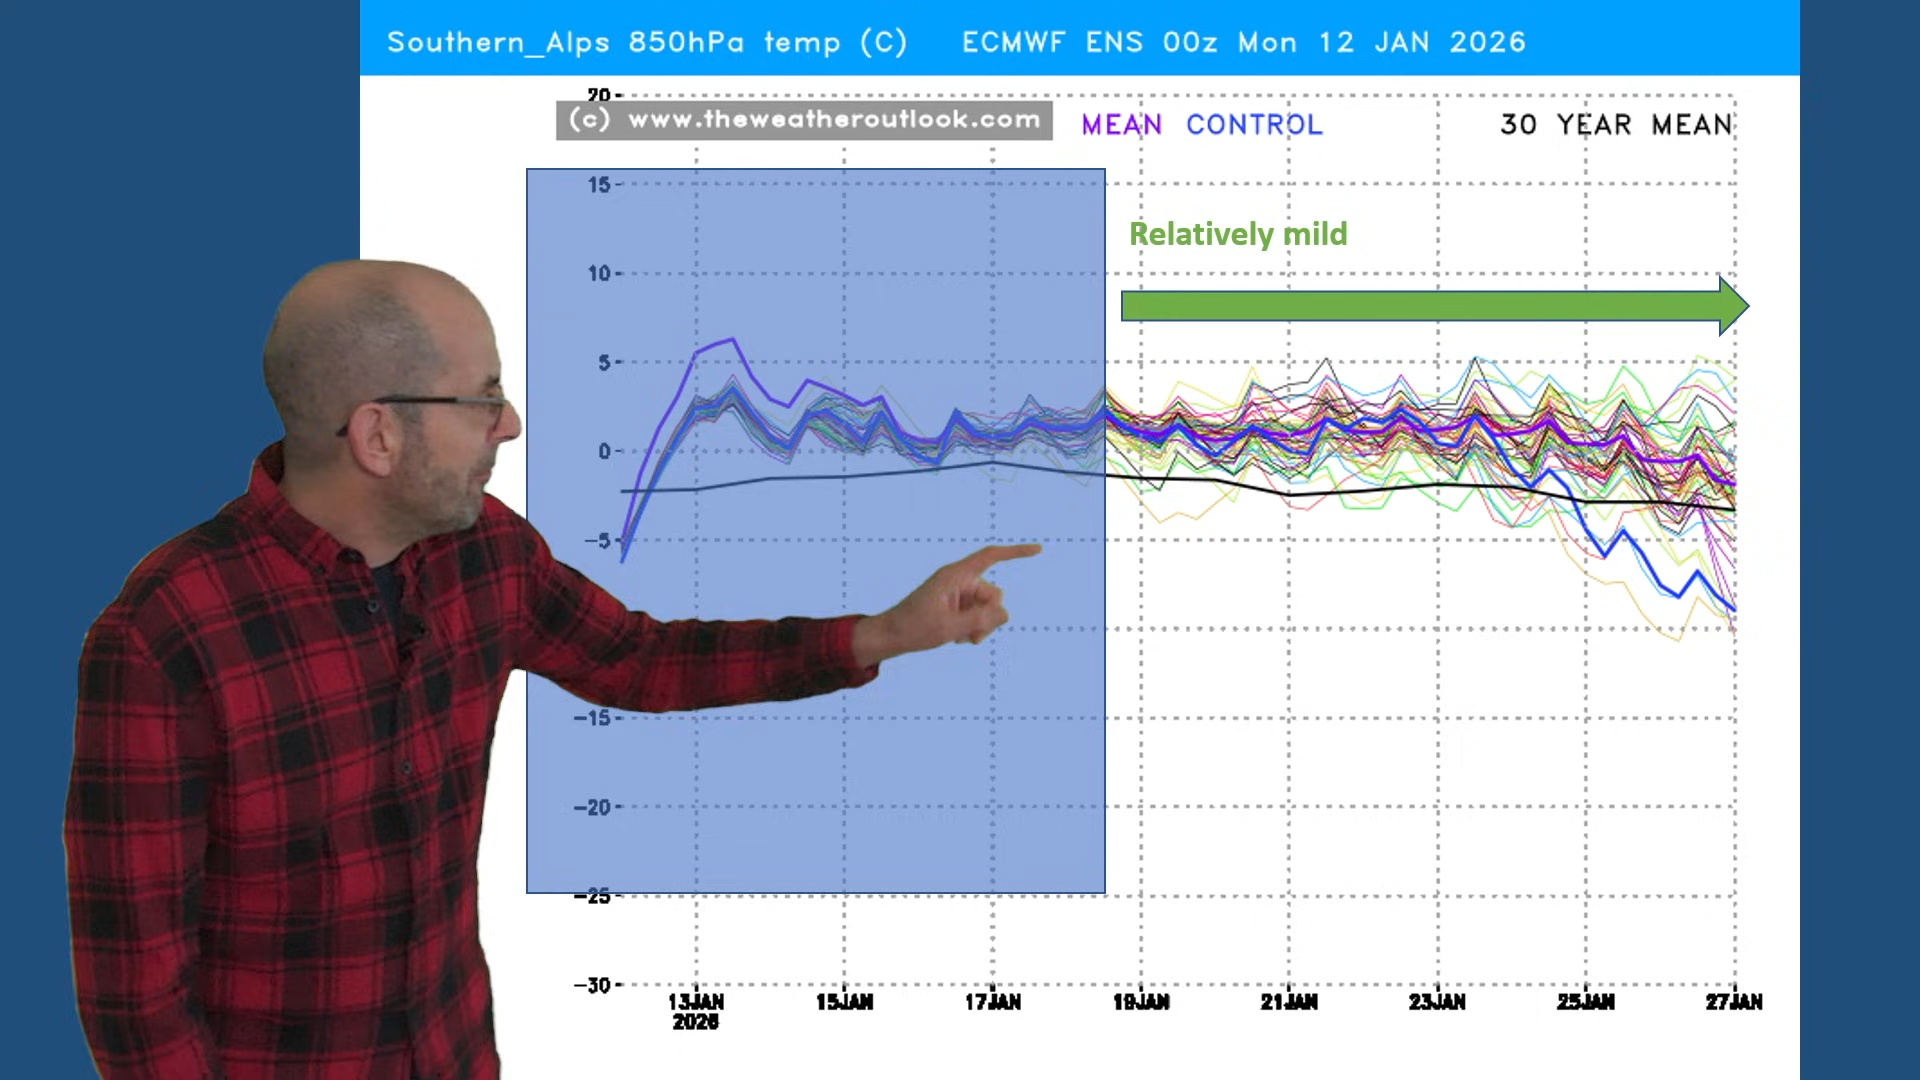 Southern_Alps 850hPa temp (C) ECMWF ENS 00z Mon 12 JAN 2026
20
(c) www.theweatheroutlook.com
MEAN CONTROL 30 YEAR MEAN
15
Relatively mild
10
5
0
-5
-15
-20
-25
-30
13JAN 15JAN 17JAN 19JAN 21JAN 23JAN 25JAN 27JAN
2026